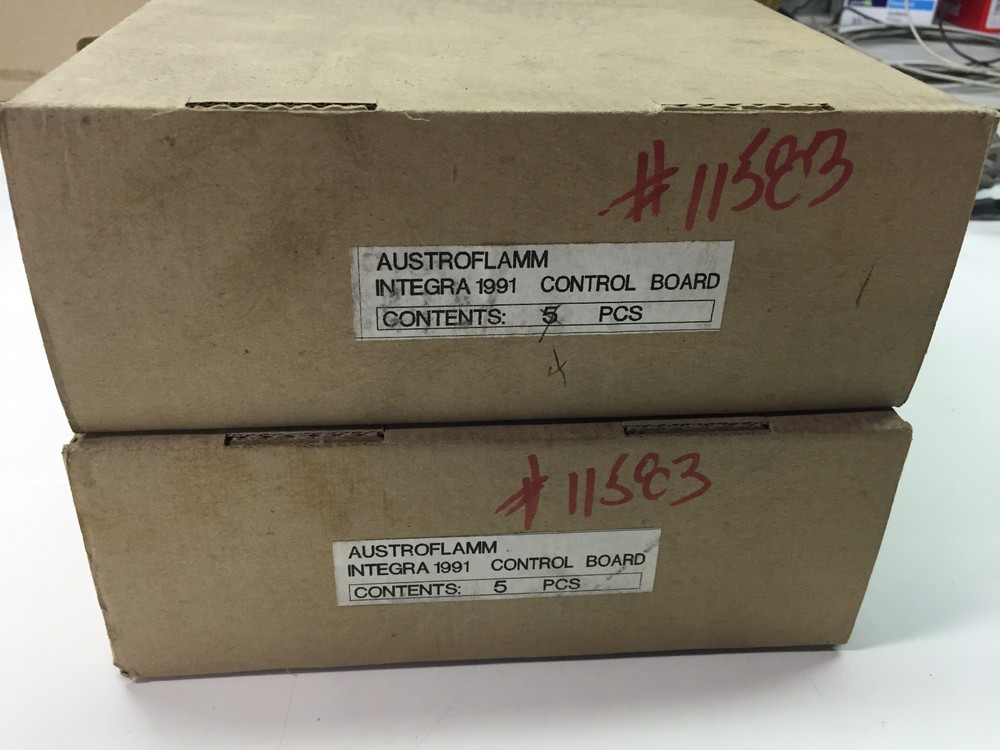 #11583
AUSTROFLAMM
INTEGRA 1991 CONTROL BOARD
CONTENTS: 5 PCS
4
#11583
AUSTROFLAMM
INTEGRA 1991 CONTROL BOARD
CONTENTS: 5 PCS